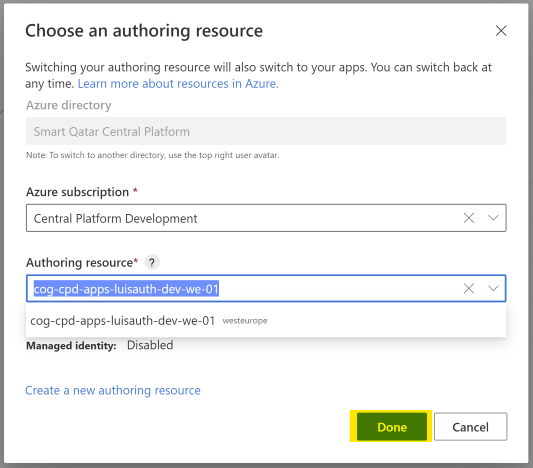 Choose an authoring resource
Switching your authoring resource will also switch to your apps. You can switch back at
any time. Learn more about resources in Azure.
Azure directory
Smart Qatar Central Platform
Note: To switch to another directory, use the top right user avatar.
Azure subscription *
Central Platform Development
Authoring resource* ?
cog-cpd-apps-luisauth-dev-we-01
cog-cpd-apps-luisauth-dev-we-01 westeurope
Managed identity: Disabled
Create a new authoring resource
Done Cancel